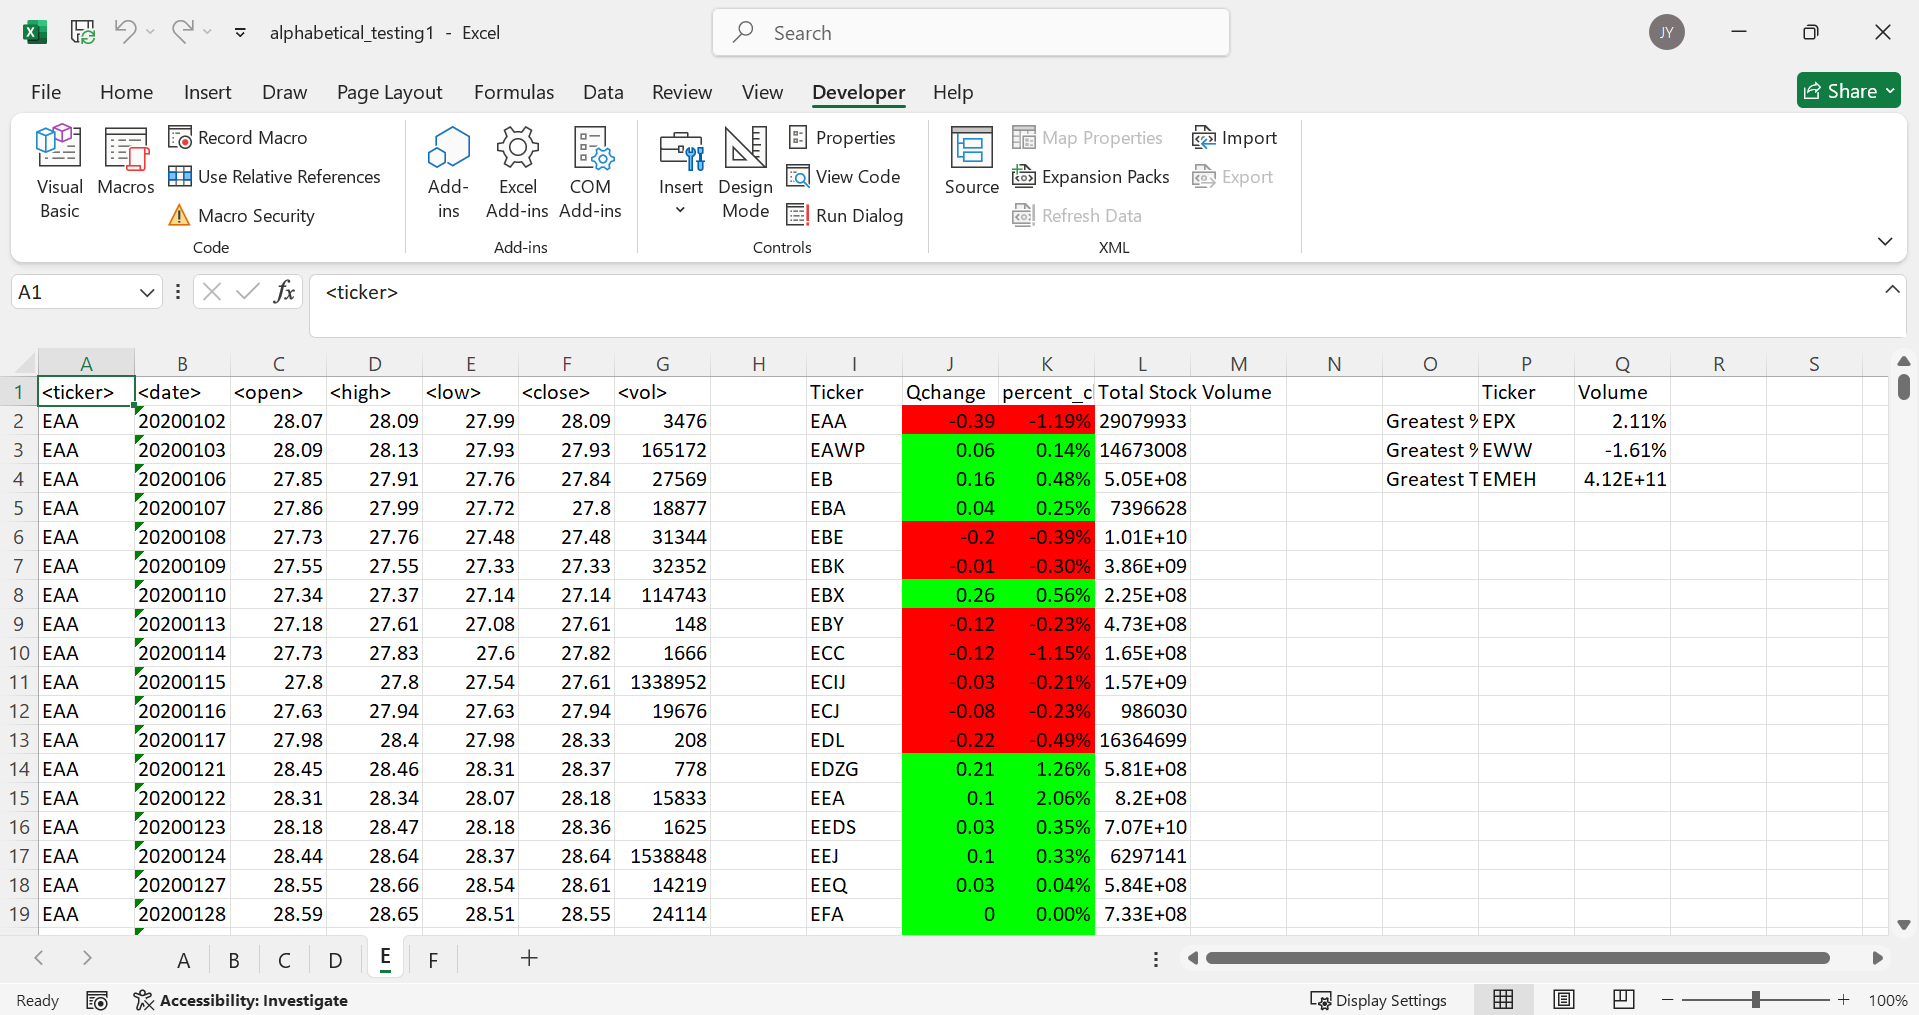 alphabetical_testing1 - Excel
Search
JY
File Home Insert Draw Page Layout Formulas Data Review View Developer Help
Share
Visual Basic
Macros
Record Macro
Use Relative References
Macro Security
Code
Add-ins
Excel Add-ins
COM Add-ins
Add-ins
Insert
Design Mode
Properties
View Code
Run Dialog
Controls
Source
Map Properties
Expansion Packs
Refresh Data
Import
Export
XML
A1
fx
<ticker>
A B C D E F G H I J K L M N O P Q R S
1 <ticker> <date> <open> <high> <low> <close> <vol> Ticker Qchange percent_c Total Stock Volume Ticker Volume
2 EAA 20200102 28.07 28.09 27.99 28.09 3476 EAA -0.39 -1.19% 29079933 Greatest % EPX 2.11%
3 EAA 20200103 28.09 28.13 27.93 27.93 165172 EAWP 0.06 0.14% 14673008 Greatest % EWW -1.61%
4 EAA 20200106 27.85 27.91 27.76 27.84 27569 EB 0.16 0.48% 5.05E+08 Greatest T EMEH 4.12E+11
5 EAA 20200107 27.86 27.99 27.72 27.8 18877 EBA 0.04 0.25% 7396628
6 EAA 20200108 27.73 27.76 27.48 27.48 31344 EBE -0.2 -0.39% 1.01E+10
7 EAA 20200109 27.55 27.55 27.33 27.33 32352 EBK -0.01 -0.30% 3.86E+09
8 EAA 20200110 27.34 27.37 27.14 27.14 114743 EBX 0.26 0.56% 2.25E+08
9 EAA 20200113 27.18 27.61 27.08 27.61 148 EBY -0.12 -0.23% 4.73E+08
10 EAA 20200114 27.73 27.83 27.6 27.82 1666 ECC -0.12 -1.15% 1.65E+08
11 EAA 20200115 27.8 27.8 27.54 27.61 1338952 ECIJ -0.03 -0.21% 1.57E+09
12 EAA 20200116 27.63 27.94 27.63 27.94 19676 ECJ -0.08 -0.23% 986030
13 EAA 20200117 27.98 28.4 27.98 28.33 208 EDL -0.22 -0.49% 16364699
14 EAA 20200121 28.45 28.46 28.31 28.37 778 EDZG 0.21 1.26% 5.81E+08
15 EAA 20200122 28.31 28.34 28.07 28.18 15833 EEA 0.1 2.06% 8.2E+08
16 EAA 20200123 28.18 28.47 28.18 28.36 1625 EEDS 0.03 0.35% 7.07E+10
17 EAA 20200124 28.44 28.64 28.37 28.64 1538848 EEJ 0.1 0.33% 6297141
18 EAA 20200127 28.55 28.66 28.54 28.61 14219 EEQ 0.03 0.04% 5.84E+08
19 EAA 20200128 28.59 28.65 28.51 28.55 24114 EFA 0 0.00% 7.33E+08
A B C D E F
Ready
Accessibility: Investigate
Display Settings
100%